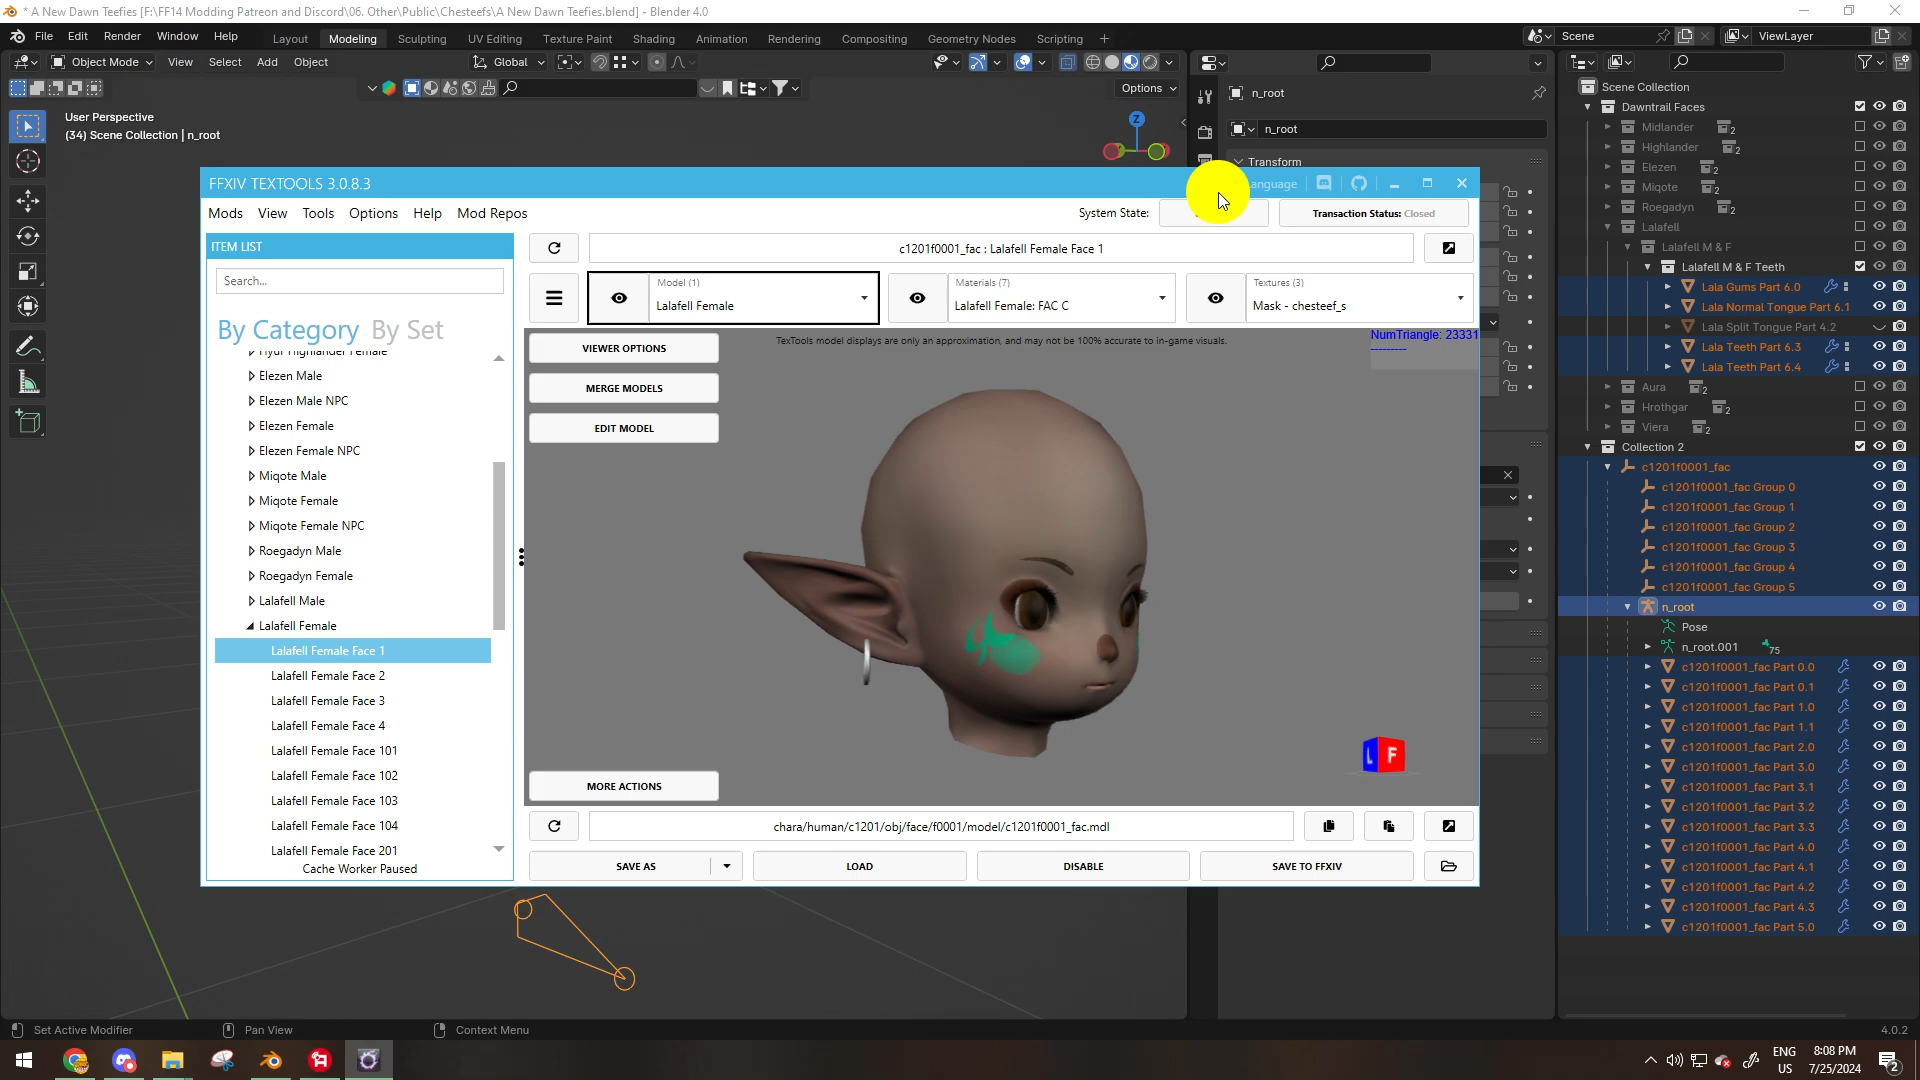 * A New Dawn Teefies [F:\FF14 Modding Patreon and Discord\06. Other\Public\Chesteefs\A New Dawn Teefies.blend] - Blender 4.0
File Edit Render Window Help
Layout Modeling Sculpting UV Editing Texture Paint Shading Animation Rendering Compositing Geometry Nodes Scripting +
Scene
ViewLayer
Object Mode View Select Add Object
Global
Options
User Perspective
(34) Scene Collection | n_root
Z
n_root
n_root
Transform
FFXIV TEXTOOLS 3.0.8.3
Mods View Tools Options Help Mod Repos
System State:
Transaction Status: Closed
ITEM LIST
Search...
By Category By Set
Hyur Highlander Female
Elezen Male
Elezen Male NPC
Elezen Female
Elezen Female NPC
Miqote Male
Miqote Female
Miqote Female NPC
Roegadyn Male
Roegadyn Female
Lalafell Male
Lalafell Female
Lalafell Female Face 1
Lalafell Female Face 2
Lalafell Female Face 3
Lalafell Female Face 4
Lalafell Female Face 101
Lalafell Female Face 102
Lalafell Female Face 103
Lalafell Female Face 104
Lalafell Female Face 201
Cache Worker Paused
c1201f0001_fac : Lalafell Female Face 1
Model (1)
Lalafell Female
Materials (7)
Lalafell Female: FAC C
Textures (3)
Mask - chesteef_s
VIEWER OPTIONS
MERGE MODELS
EDIT MODEL
TexTools model displays are only an approximation, and may not be 100% accurate to in-game visuals.
NumTriangle: 23331
---------
L F
MORE ACTIONS
chara/human/c1201/obj/face/f0001/model/c1201f0001_fac.mdl
SAVE AS
LOAD
DISABLE
SAVE TO FFXIV
Scene Collection
Dawntrail Faces
Midlander 2
Highlander 2
Elezen 2
Miqote 2
Roegadyn 2
Lalafell
Lalafell M & F
Lalafell M & F Teeth
Lala Gums Part 6.0
Lala Normal Tongue Part 6.1
Lala Split Tongue Part 4.2
Lala Teeth Part 6.3
Lala Teeth Part 6.4
Aura 2
Hrothgar 2
Viera 2
Collection 2
c1201f0001_fac
c1201f0001_fac Group 0
c1201f0001_fac Group 1
c1201f0001_fac Group 2
c1201f0001_fac Group 3
c1201f0001_fac Group 4
c1201f0001_fac Group 5
n_root
Pose
n_root.001 75
c1201f0001_fac Part 0.0
c1201f0001_fac Part 0.1
c1201f0001_fac Part 1.0
c1201f0001_fac Part 1.1
c1201f0001_fac Part 2.0
c1201f0001_fac Part 3.0
c1201f0001_fac Part 3.1
c1201f0001_fac Part 3.2
c1201f0001_fac Part 3.3
c1201f0001_fac Part 4.0
c1201f0001_fac Part 4.1
c1201f0001_fac Part 4.2
c1201f0001_fac Part 4.3
c1201f0001_fac Part 5.0
Set Active Modifier
Pan View
Context Menu
4.0.2
ENG
US
8:08 PM
7/25/2024
2